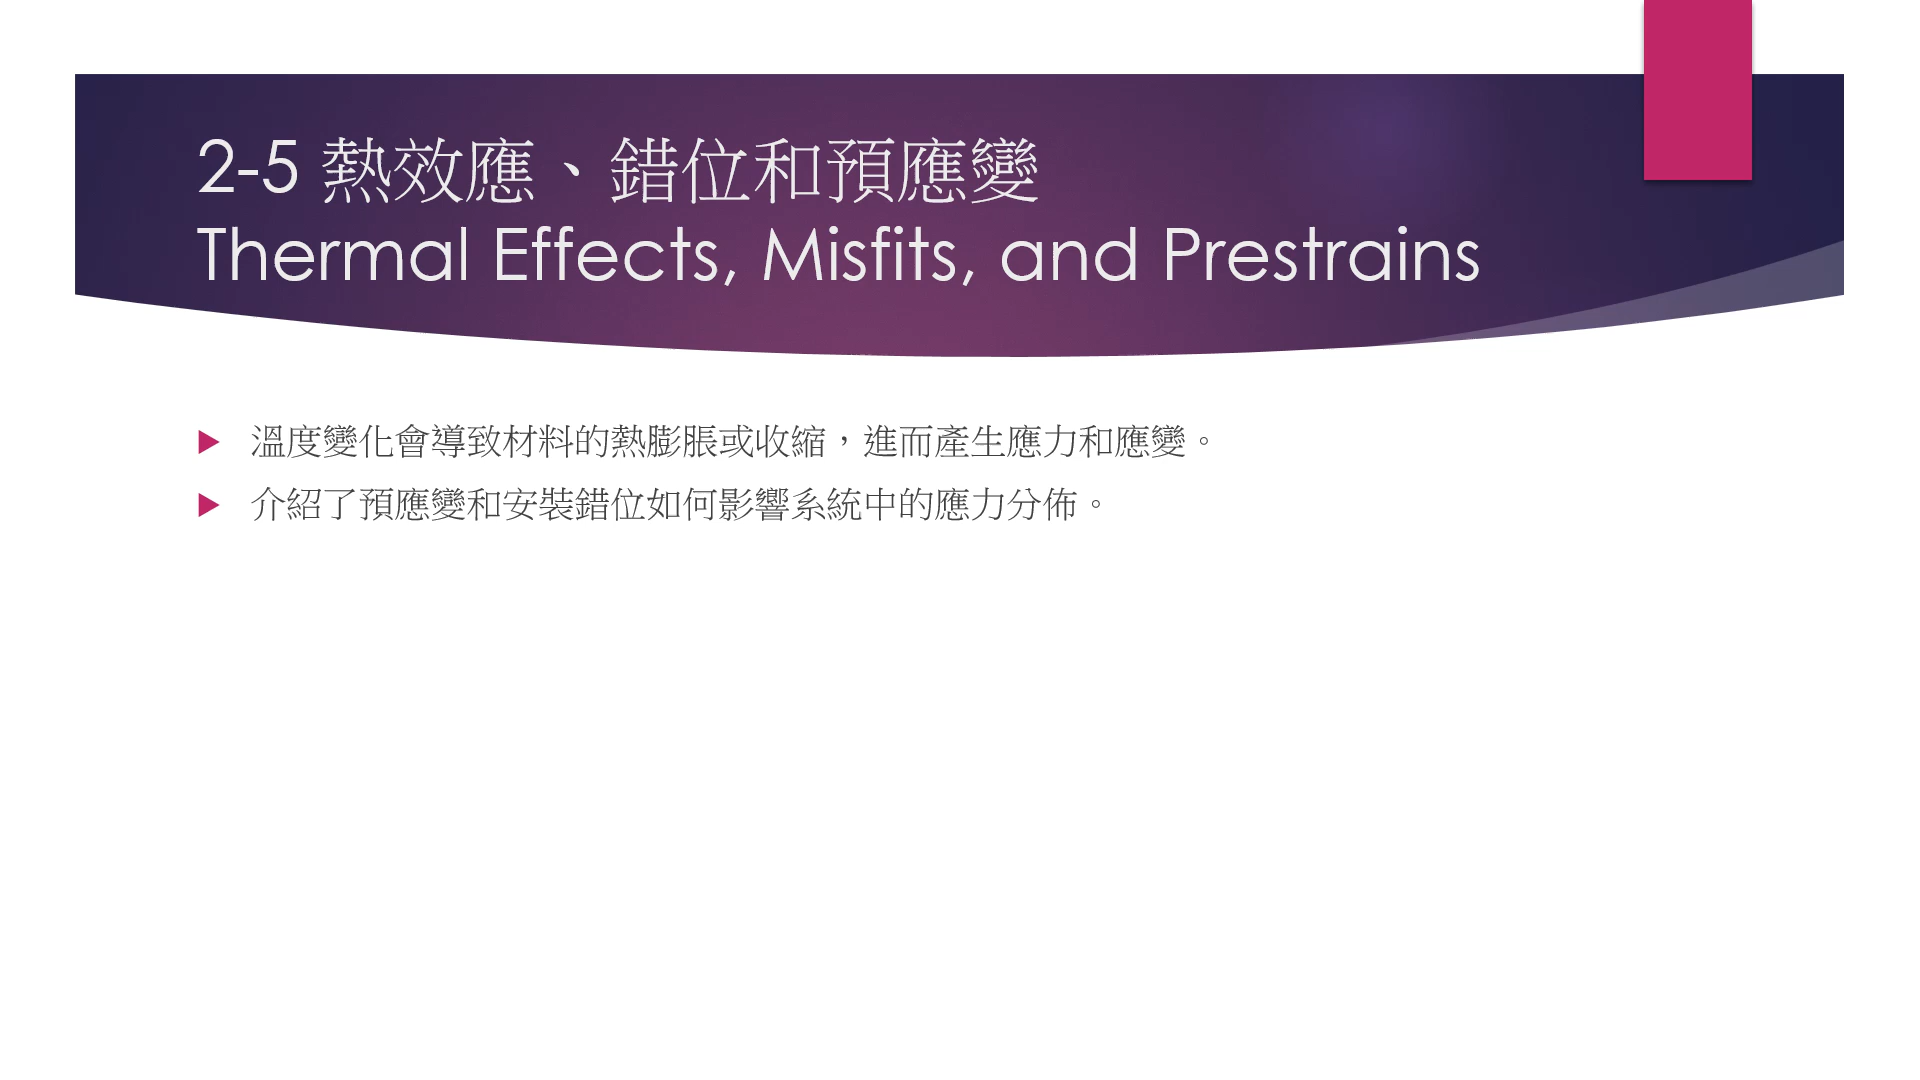 2-5 熱效應、錯位和預應變
Thermal Effects, Misfits, and Prestrains
溫度變化會導致材料的熱膨脹或收縮，進而產生應力和應變。
介紹了預應變和安裝錯位如何影響系統中的應力分佈。